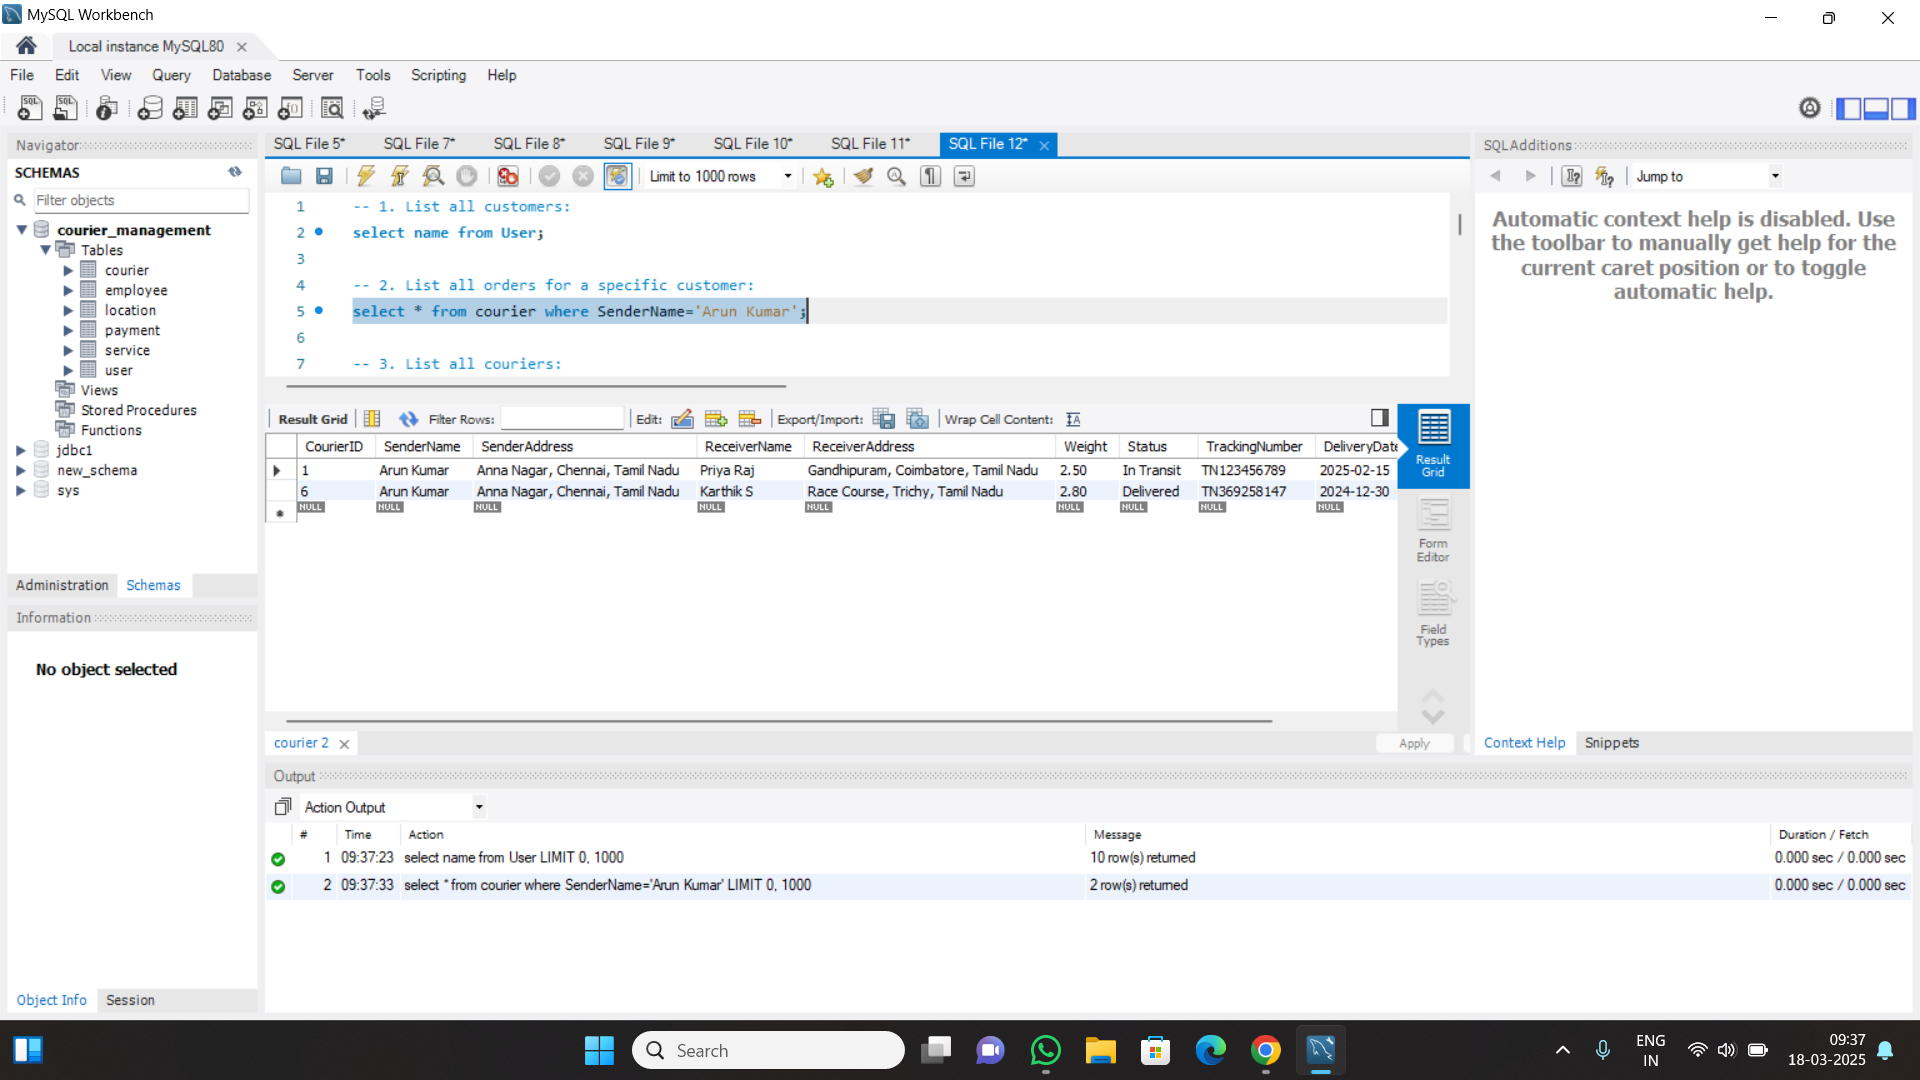 MySQL Workbench
Local instance MySQL80
File Edit View Query Database Server Tools Scripting Help
Navigator
SCHEMAS
Filter objects
courier_management
Tables
courier
employee
location
payment
service
user
Views
Stored Procedures
Functions
jdbc1
new_schema
sys
Administration Schemas
Information
No object selected
Object Info Session
SQL File 5* SQL File 7* SQL File 8* SQL File 9* SQL File 10* SQL File 11* SQL File 12*
Limit to 1000 rows
1 -- 1. List all customers:
2 select name from User;
3
4 -- 2. List all orders for a specific customer:
5 select * from courier where SenderName='Arun Kumar';
6
7 -- 3. List all couriers:
Result Grid Filter Rows: Edit: Export/Import: Wrap Cell Content:
CourierID SenderName SenderAddress ReceiverName ReceiverAddress Weight Status TrackingNumber DeliveryDate
1 Arun Kumar Anna Nagar, Chennai, Tamil Nadu Priya Raj Gandhipuram, Coimbatore, Tamil Nadu 2.50 In Transit TN123456789 2025-02-15
6 Arun Kumar Anna Nagar, Chennai, Tamil Nadu Karthik S Race Course, Trichy, Tamil Nadu 2.80 Delivered TN369258147 2024-12-30
NULL NULL NULL NULL NULL NULL NULL NULL NULL
Result
Grid
Form
Editor
Field
Types
courier 2
Apply
SQLAdditions
Jump to
Automatic context help is disabled. Use
the toolbar to manually get help for the
current caret position or to toggle
automatic help.
Context Help Snippets
Output
Action Output
# Time Action Message Duration / Fetch
1 09:37:23 select name from User LIMIT 0, 1000 10 row(s) returned 0.000 sec / 0.000 sec
2 09:37:33 select * from courier where SenderName='Arun Kumar' LIMIT 0, 1000 2 row(s) returned 0.000 sec / 0.000 sec
Search
ENG
IN
09:37
18-03-2025